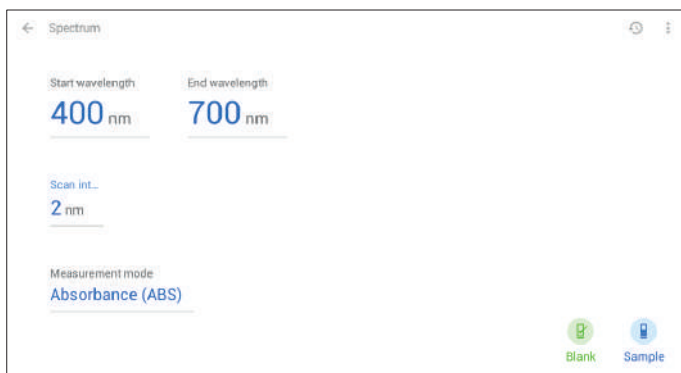 Spectrum
Start wavelength End wavelength
400 nm 700 nm
Scan int...
2 nm
Measurement mode
Absorbance (ABS)
Blank Sample